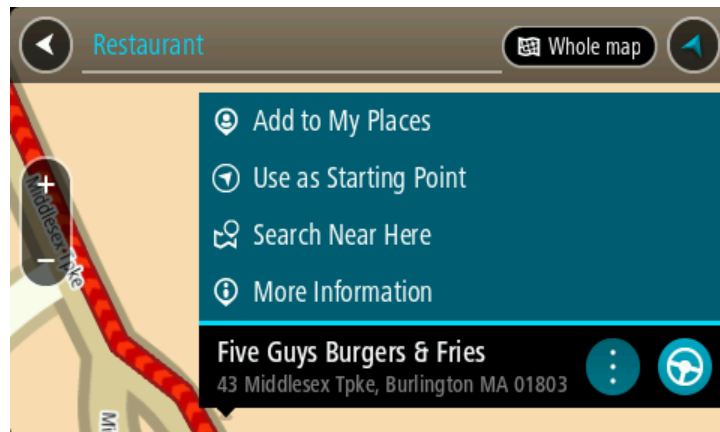 Restaurant
Whole map
Add to My Places
Use as Starting Point
Search Near Here
More Information
Five Guys Burgers & Fries
43 Middlesex Tpke, Burlington MA 01803
+
Middlesex Tpke
−
Mi